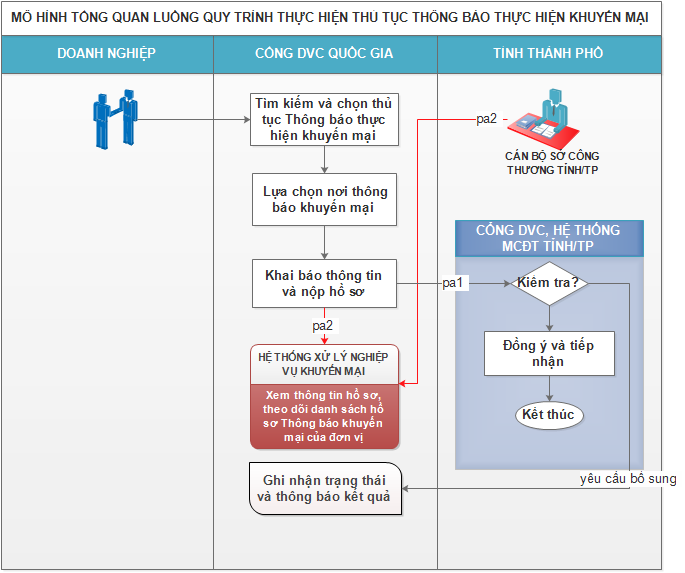 MÔ HÌNH TỔNG QUAN LUỒNG QUY TRÌNH THỰC HIỆN THỦ TỤC THÔNG BÁO THỰC HIỆN KHUYẾN MẠI
DOANH NGHIỆP
CỔNG DVC QUỐC GIA
TỈNH THÀNH PHỐ
Tìm kiếm và chọn thủ
tục Thông báo thực
hiện khuyến mại
pa2
CÁN BỘ SỞ CÔNG
THƯƠNG TỈNH/TP
Lựa chọn nơi thông
báo khuyến mại
CỔNG DVC, HỆ THỐNG
MCĐT TỈNH/TP
Khai báo thông tin
và nộp hồ sơ
pa1
Kiểm tra?
pa2
Đồng ý và tiếp
nhận
HỆ THỐNG XỬ LÝ NGHIỆP
VỤ KHUYẾN MẠI
Xem thông tin hồ sơ,
theo dõi danh sách hồ
sơ Thông báo khuyến
mại của đơn vị
Kết thúc
Ghi nhận trạng thái
và thông báo kết quả
yêu cầu bổ sung